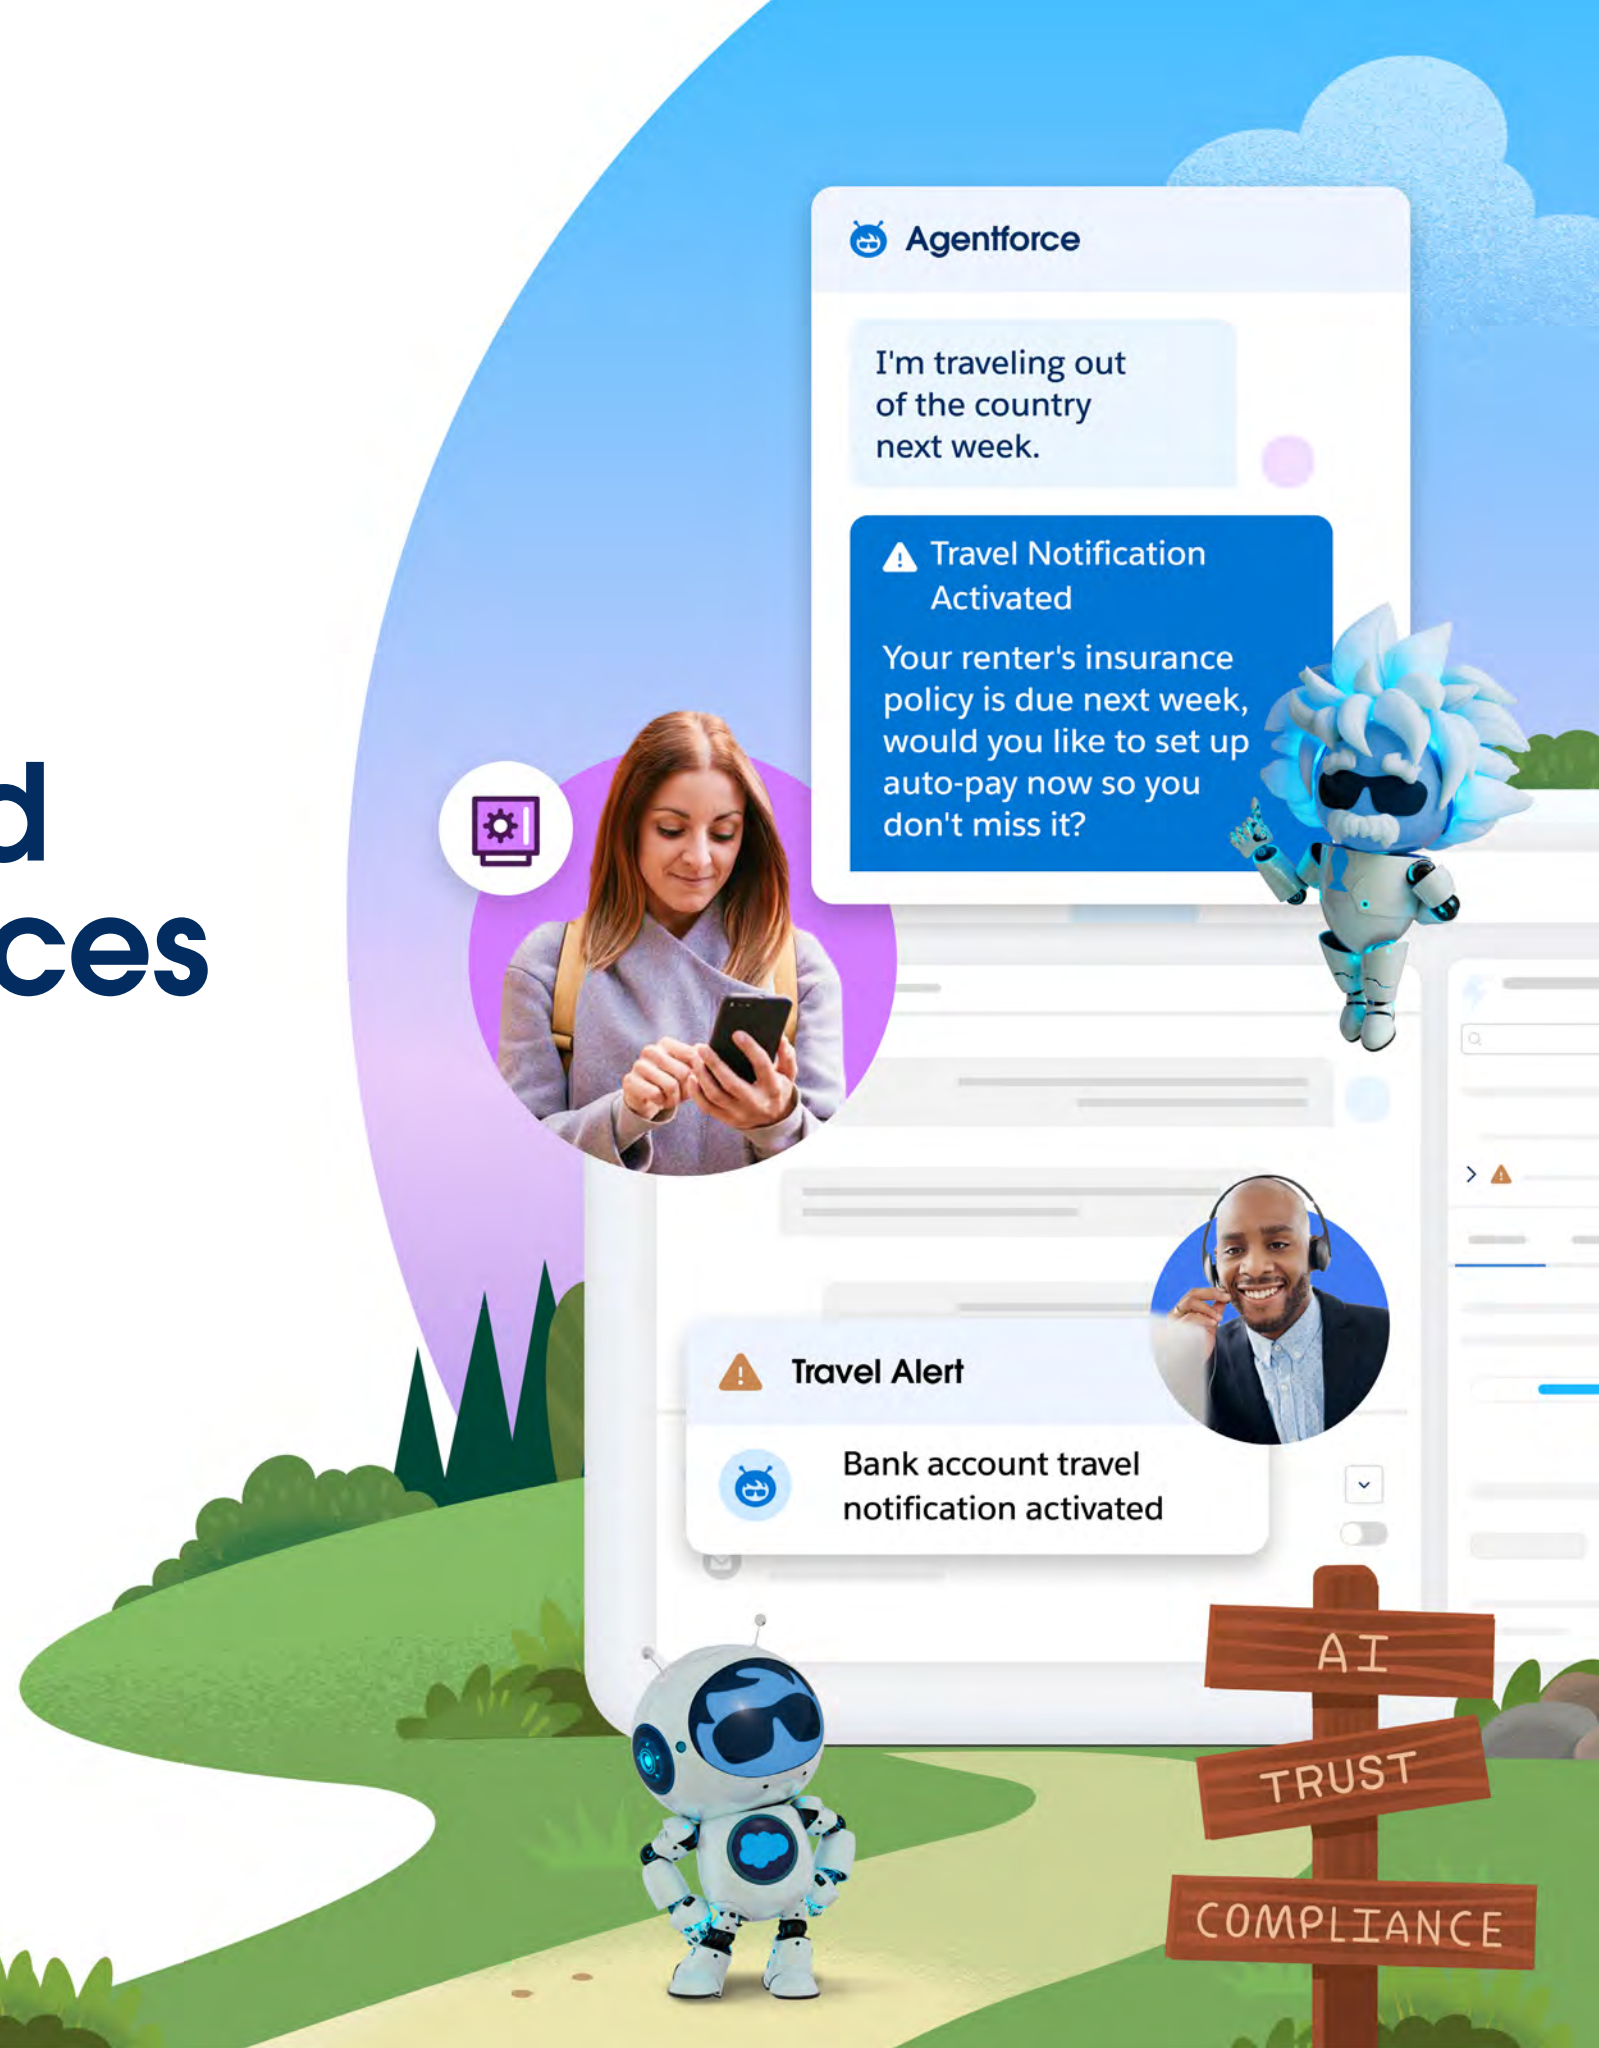 Agentforce
I'm traveling out
of the country
next week.
Travel Notification
Activated
Your renter's insurance
policy is due next week,
would you like to set up
auto-pay now so you
don't miss it?
d
ces
Travel Alert
Bank account travel
notification activated
AI
TRUST
COMPLIANCE